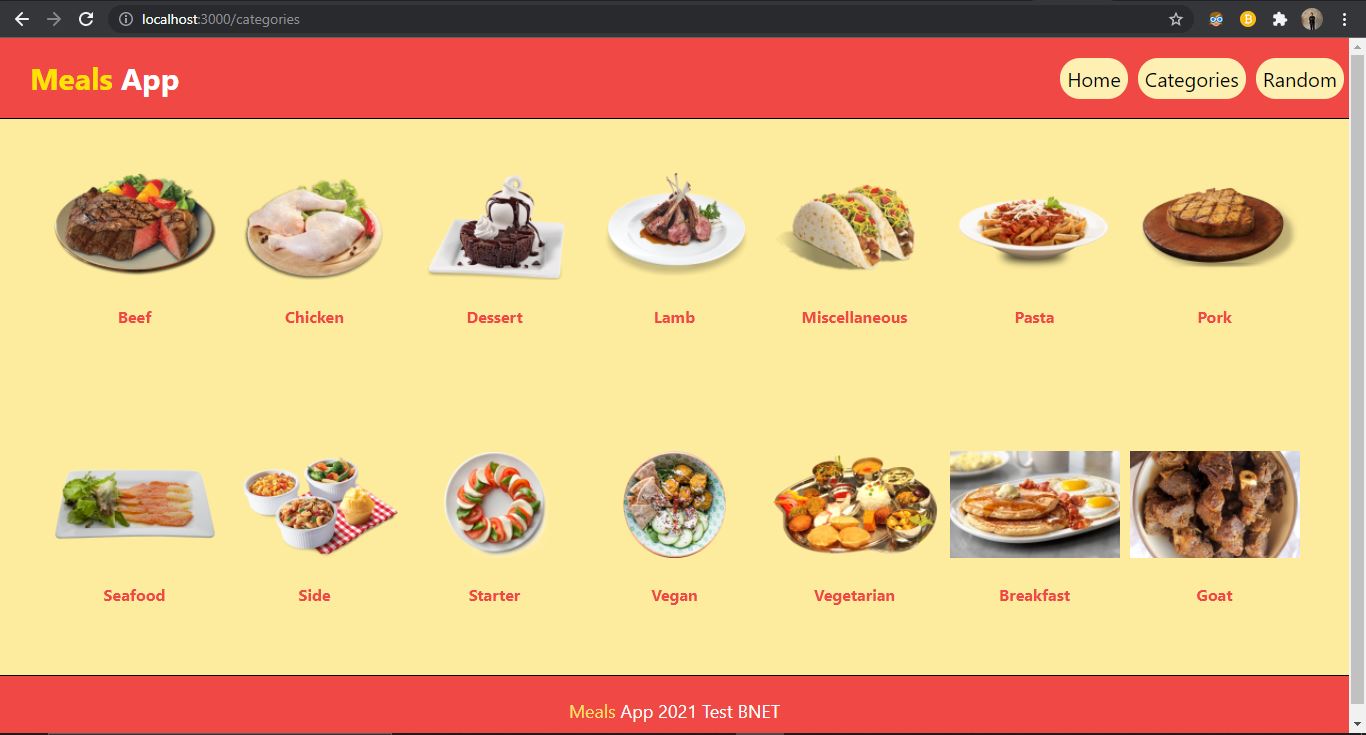 localhost:3000/categories
Meals App
Home Categories Random
Beef Chicken Dessert Lamb Miscellaneous Pasta Pork
Seafood Side Starter Vegan Vegetarian Breakfast Goat
Meals App 2021 Test BNET